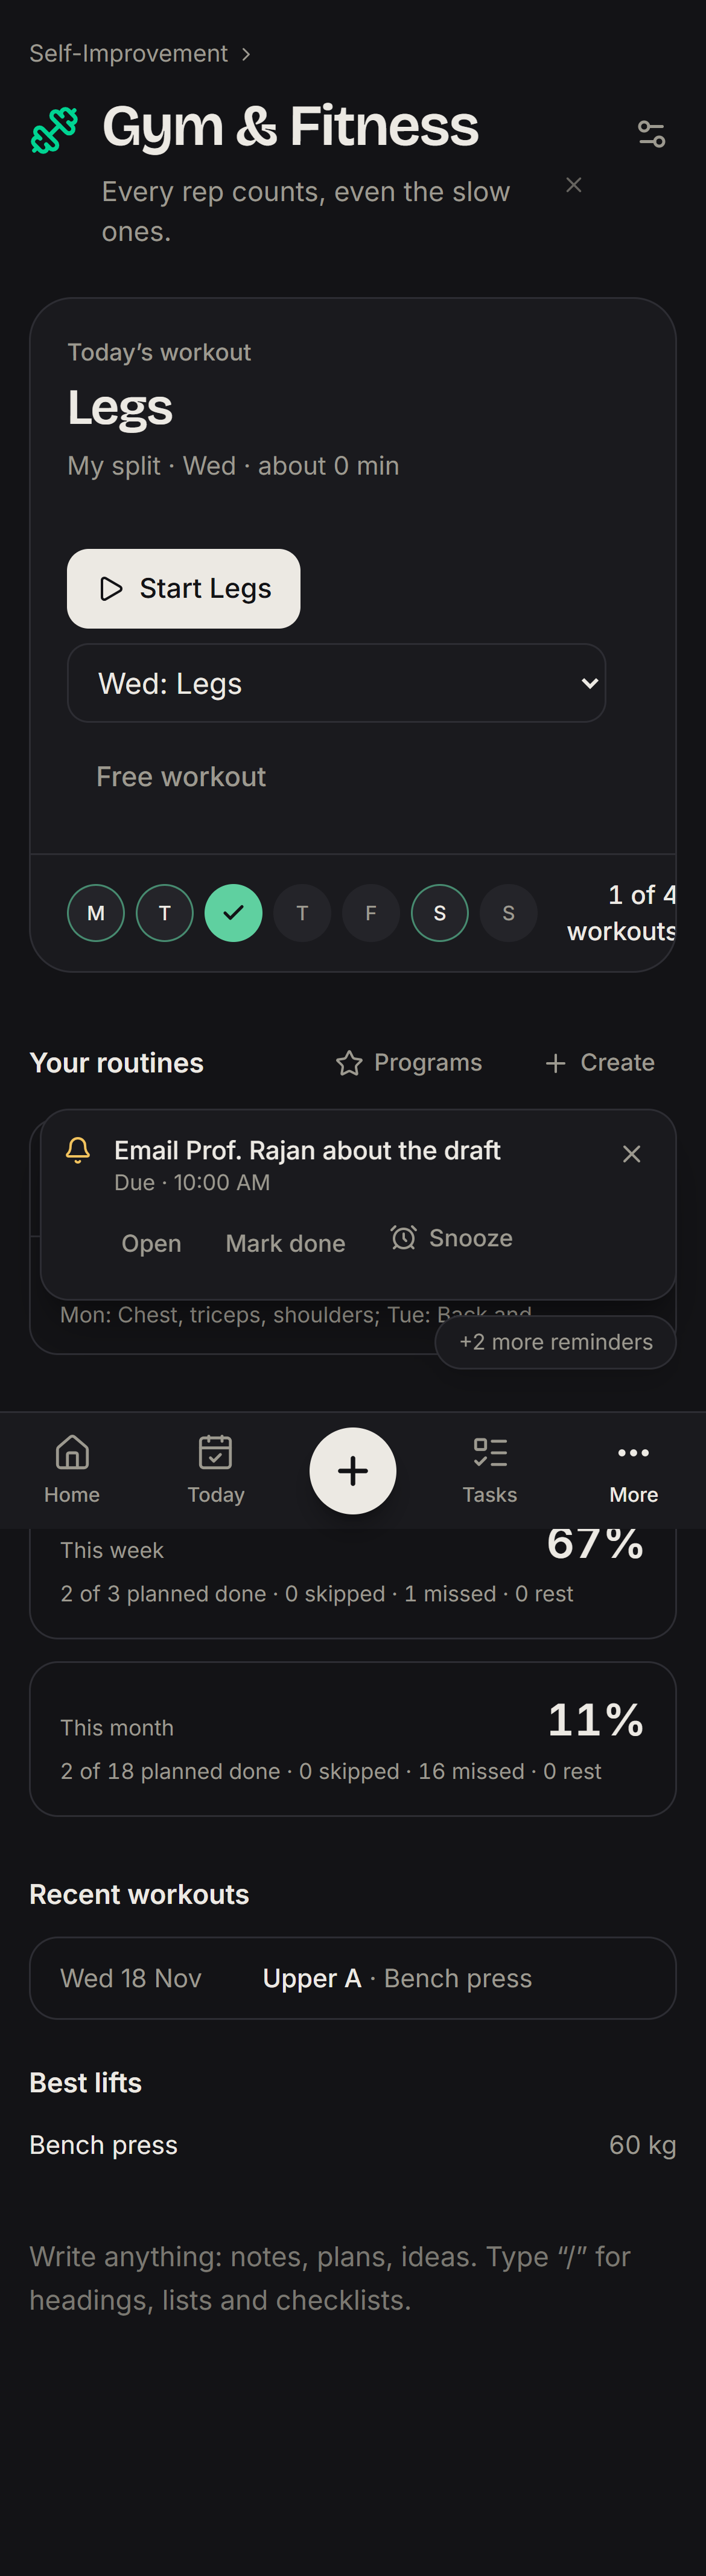 Self-Improvement
Gym & Fitness
Every rep counts, even the slow
ones.
Today's workout
Legs
My split · Wed · about 0 min
Start Legs
Wed: Legs
Free workout
M T T F S S
1 of 4
workouts
Your routines
Programs
Create
Email Prof. Rajan about the draft
Due · 10:00 AM
Open
Mark done
Snooze
Mon: Chest, triceps, shoulders; Tue: Back and
+2 more reminders
Home
Today
Tasks
More
This week
67%
2 of 3 planned done · 0 skipped · 1 missed · 0 rest
This month
11%
2 of 18 planned done · 0 skipped · 16 missed · 0 rest
Recent workouts
Wed 18 Nov
Upper A · Bench press
Best lifts
Bench press
60 kg
Write anything: notes, plans, ideas. Type “/” for
headings, lists and checklists.